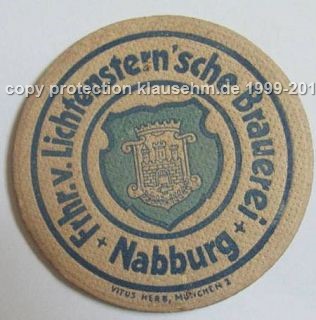 copy protection klausehm.de 1999-201
+ Frhr. v. Lichtenstern'sche Brauerei +
Nabburg
VITUS HERB, MÜNCHEN 2